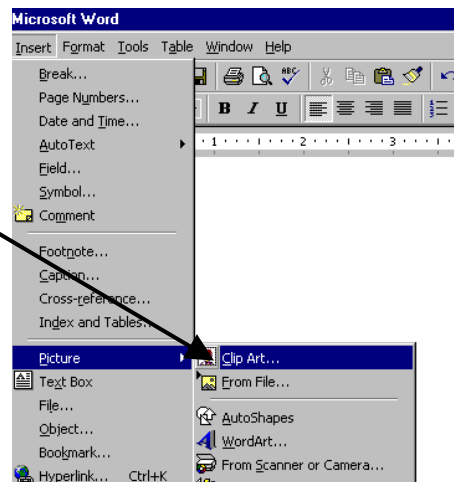 Microsoft Word
Insert Format Tools Table Window Help
Break...
Page Numbers...
B I U
Date and Time...
AutoText
1 2 3
Field...
Symbol...
Comment
Footnote...
Caption...
Cross-reference...
Index and Tables...
Picture
Clip Art...
Text Box
From File...
File...
AutoShapes
Object...
WordArt...
Bookmark...
From Scanner or Camera...
Hyperlink... Ctrl+K